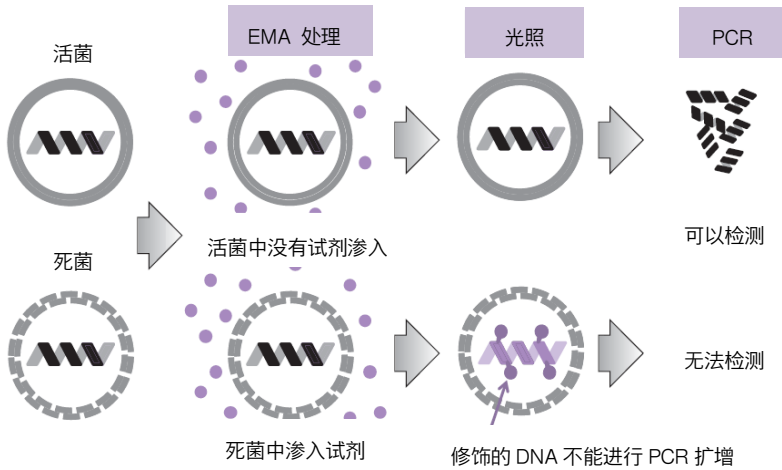 EMA 处理
光照
PCR
活菌
活菌中没有试剂渗入
可以检测
死菌
无法检测
死菌中渗入试剂
修饰的 DNA 不能进行 PCR 扩增